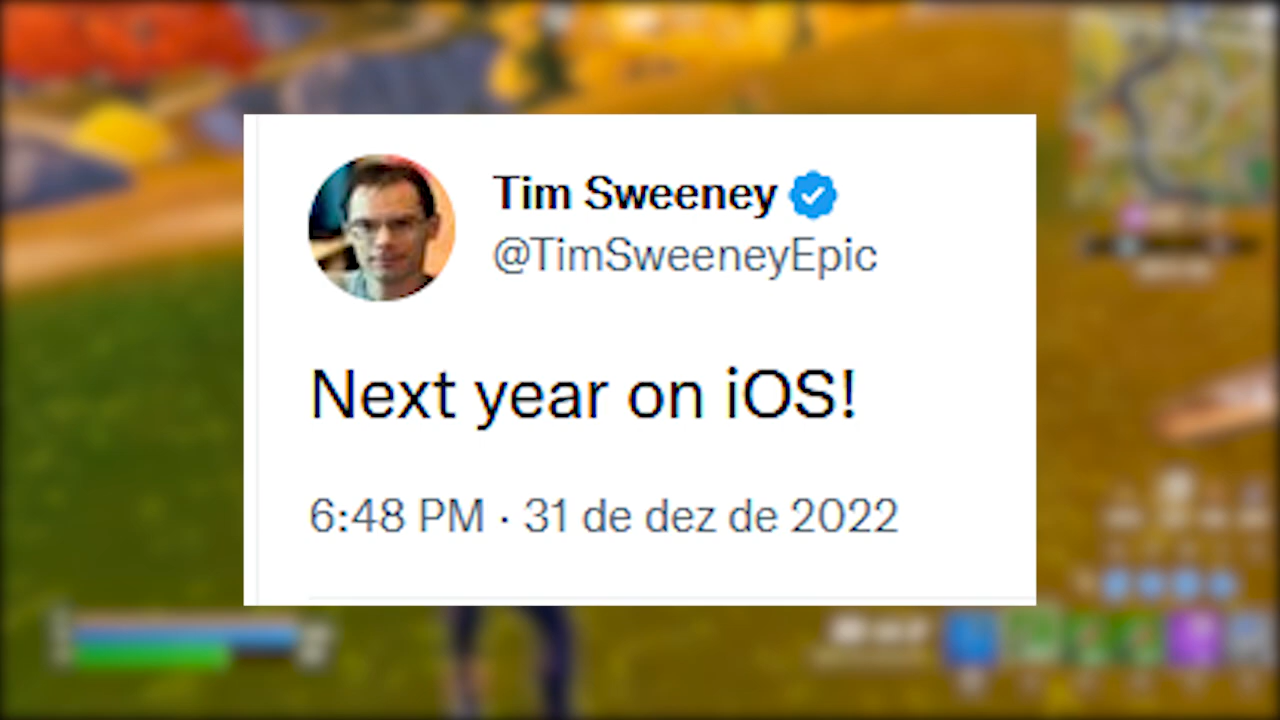 Tim Sweeney
@TimSweeneyEpic
Next year on iOS!
6:48 PM · 31 de dez de 2022